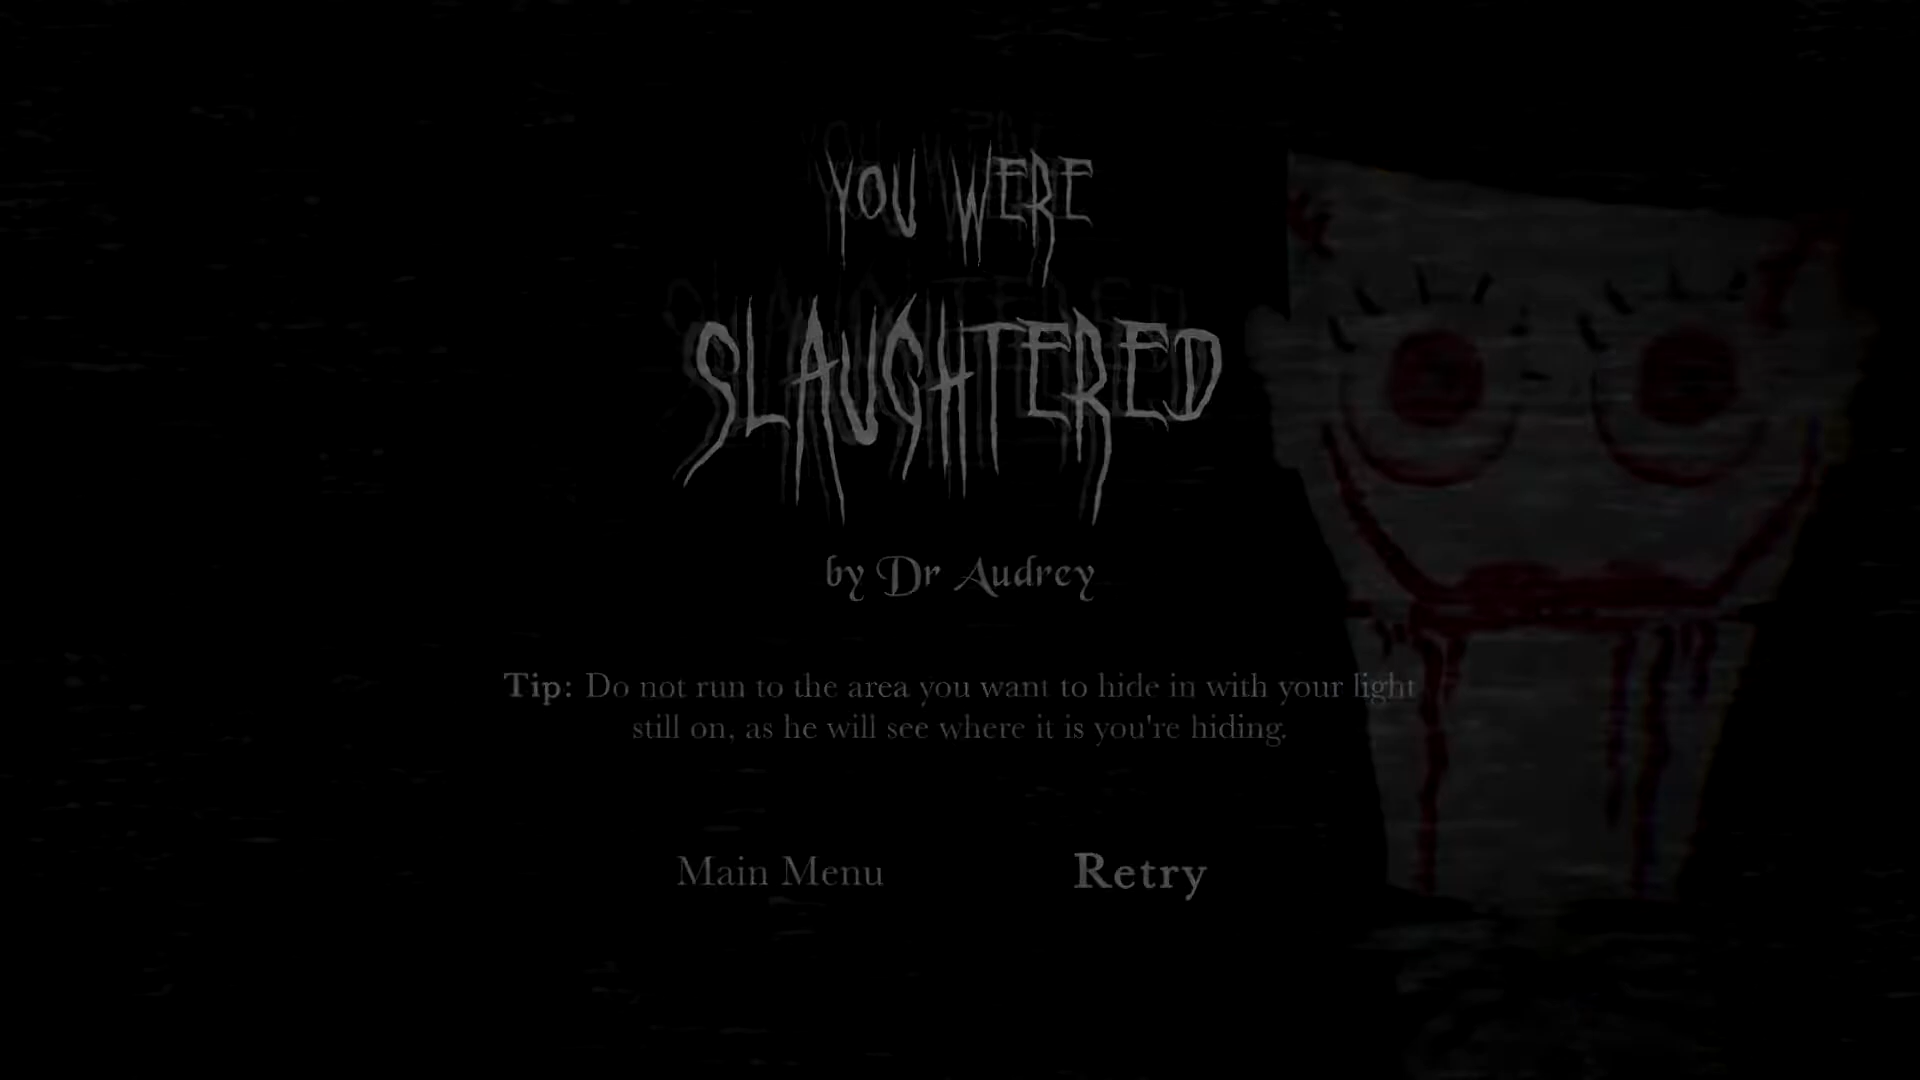 YOU WERE
SLAUGHTERED
by Dr Audrey
Tip: Do not run to the area you want to hide in with your light
still on, as he will see where it is you're hiding.
Main Menu
Retry